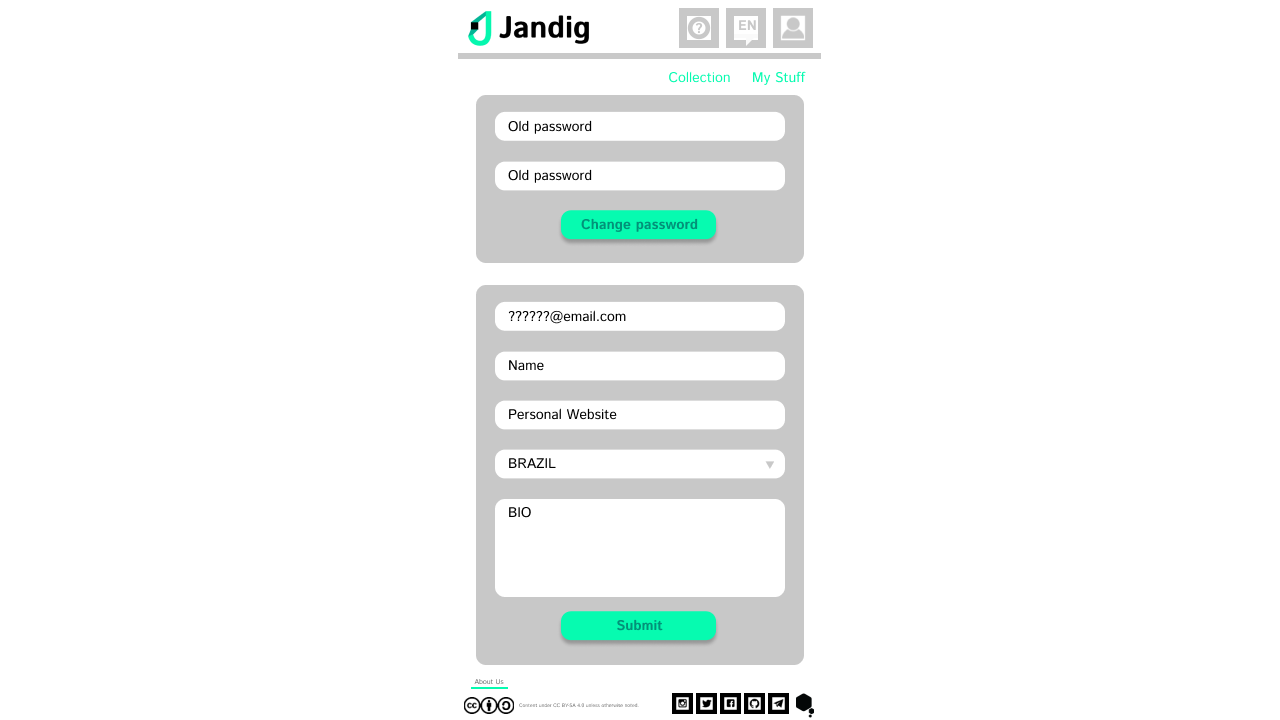 Jandig
?
EN
Collection
My Stuff
Old password
Old password
Change password
??????@email.com
Name
Personal Website
BRAZIL
BIO
Submit
About Us
cc
Content under CC BY-SA 4.0 unless otherwise noted.